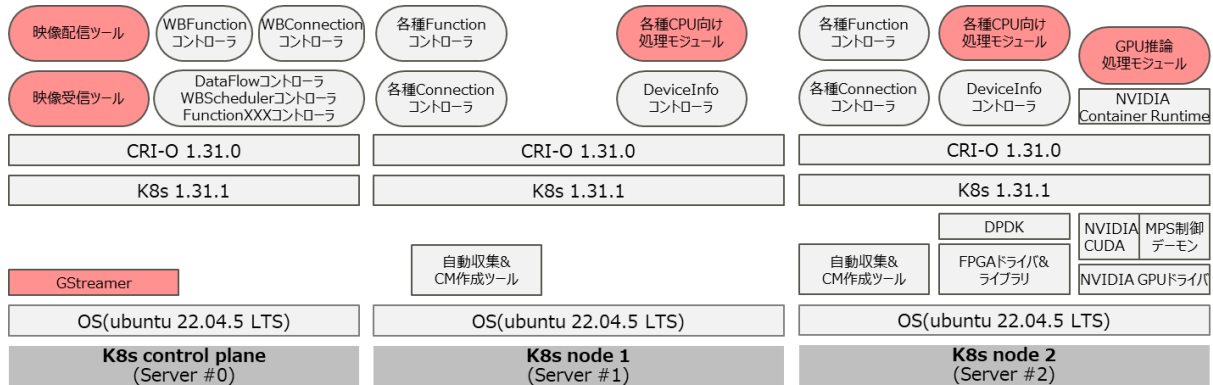 映像配信ツール
WBFunction
コントローラ
WBConnection
コントローラ
映像受信ツール
DataFlowコントローラ
WBSchedulerコントローラ
FunctionXXXコントローラ
CRI-O 1.31.0
K8s 1.31.1
GStreamer
OS(ubuntu 22.04.5 LTS)
K8s control plane
(Server #0)
各種Function
コントローラ
各種CPU向け
処理モジュール
各種Connection
コントローラ
DeviceInfo
コントローラ
CRI-O 1.31.0
K8s 1.31.1
自動収集&
CM作成ツール
OS(ubuntu 22.04.5 LTS)
K8s node 1
(Server #1)
各種Function
コントローラ
各種CPU向け
処理モジュール
GPU推論
処理モジュール
各種Connection
コントローラ
DeviceInfo
コントローラ
NVIDIA
Container Runtime
CRI-O 1.31.0
K8s 1.31.1
DPDK
自動収集&
CM作成ツール
FPGAドライバ&
ライブラリ
NVIDIA
CUDA
MPS制御
デーモン
NVIDIA GPUドライバ
OS(ubuntu 22.04.5 LTS)
K8s node 2
(Server #2)